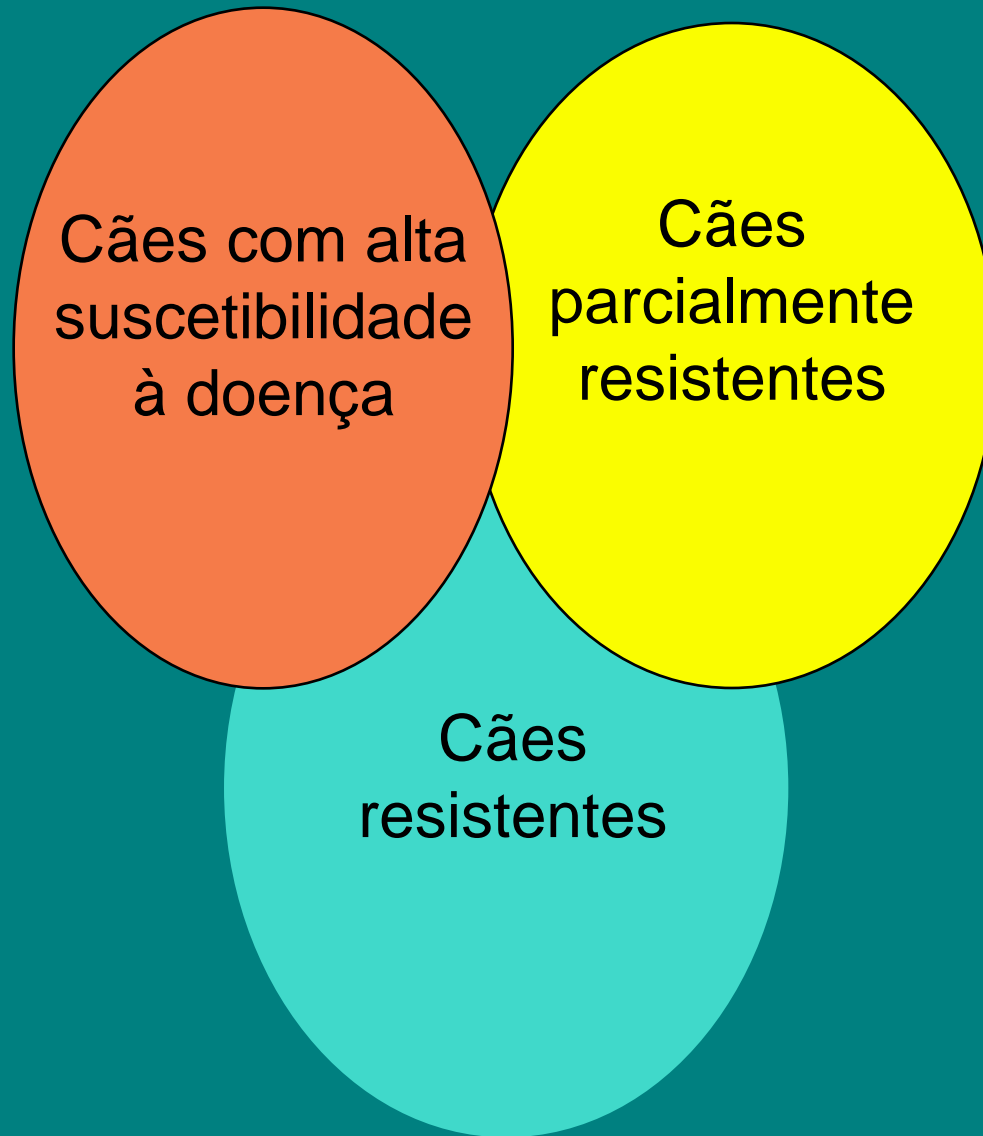 Cães com alta
suscetibilidade
à doença
Cães
parcialmente
resistentes
Cães
resistentes